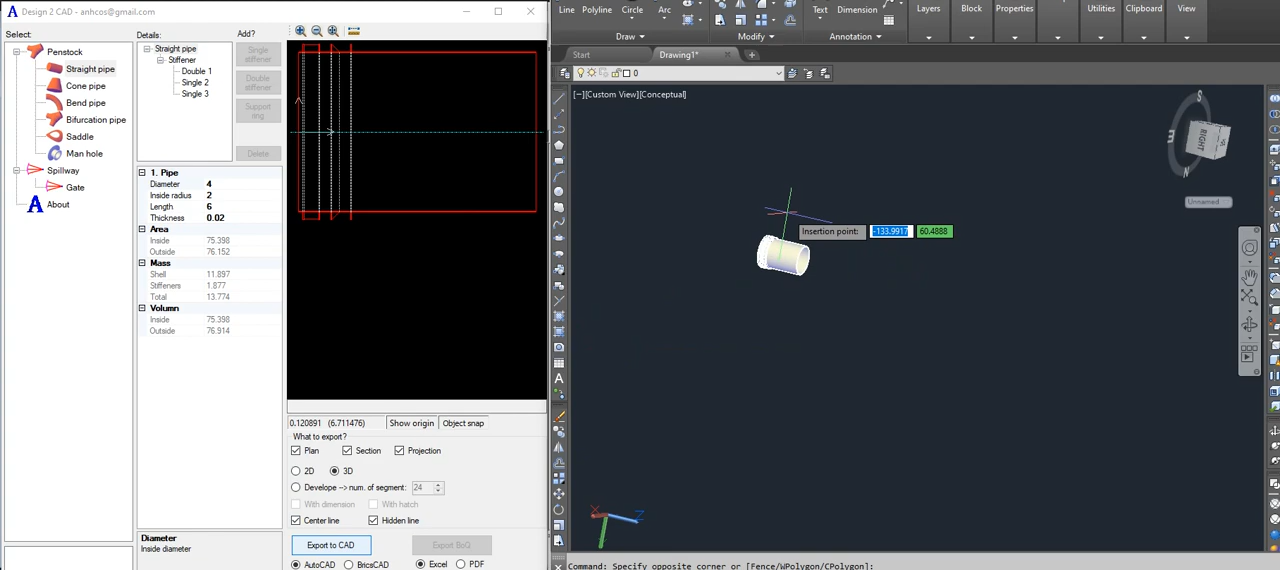 Design 2 CAD - anhcos@gmail.com
Select:
Penstock
Straight pipe
Cone pipe
Bend pipe
Bifurcation pipe
Saddle
Man hole
Spillway
Gate
About
Details:
Straight pipe
Stiffener
Double 1
Single 2
Single 3
Add?
Single stiffener
Double stiffener
Support ring
Delete
1. Pipe
Diameter 4
Inside radius 2
Length 6
Thickness 0.02
Area
Inside 75.398
Outside 76.152
Mass
Shell 11.897
Stiffeners 1.877
Total 13.774
Volumn
Inside 75.398
Outside 76.914
Diameter
Inside diameter
0.120891 (6.711476) Show origin Object snap
What to export?
Plan Section Projection
2D 3D
Develope --> num. of segment: 24
With dimension With hatch
Center line Hidden line
Export to CAD Export BoQ
AutoCAD BricsCAD Excel PDF
Line Polyline Circle Arc Text Dimension Layers Block Properties Utilities Clipboard View
Draw Modify Annotation
Start Drawing1*
0
[−][Custom View][Conceptual]
S
E
RIGHT
N
Unnamed
Insertion point: -133.9917 60.4888
X Z
A
Command: Specify opposite corner or [Fence/WPolygon/CPolygon]: